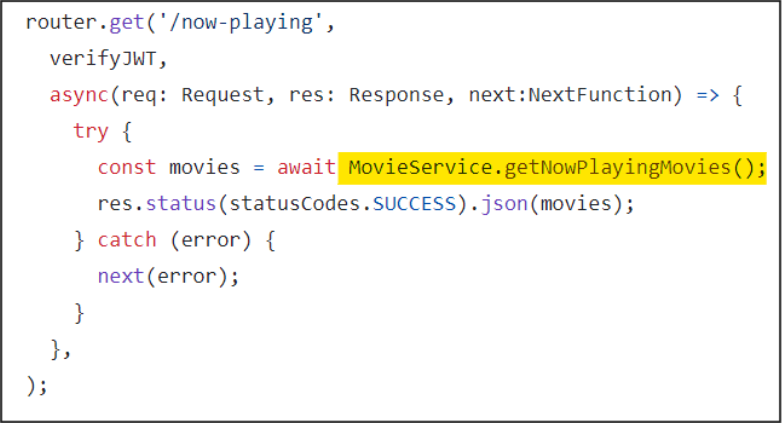 router.get('/now-playing',
  verifyJWT,
  async(req: Request, res: Response, next:NextFunction) => {
    try {
      const movies = await MovieService.getNowPlayingMovies();
      res.status(statusCodes.SUCCESS).json(movies);
    } catch (error) {
      next(error);
    }
  },
);